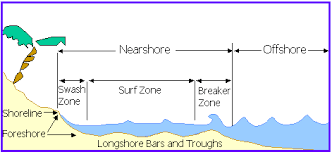 Nearshore
Offshore
Swash
Zone
Surf Zone
Breaker
Zone
Shoreline
Foreshore
Longshore Bars and Troughs